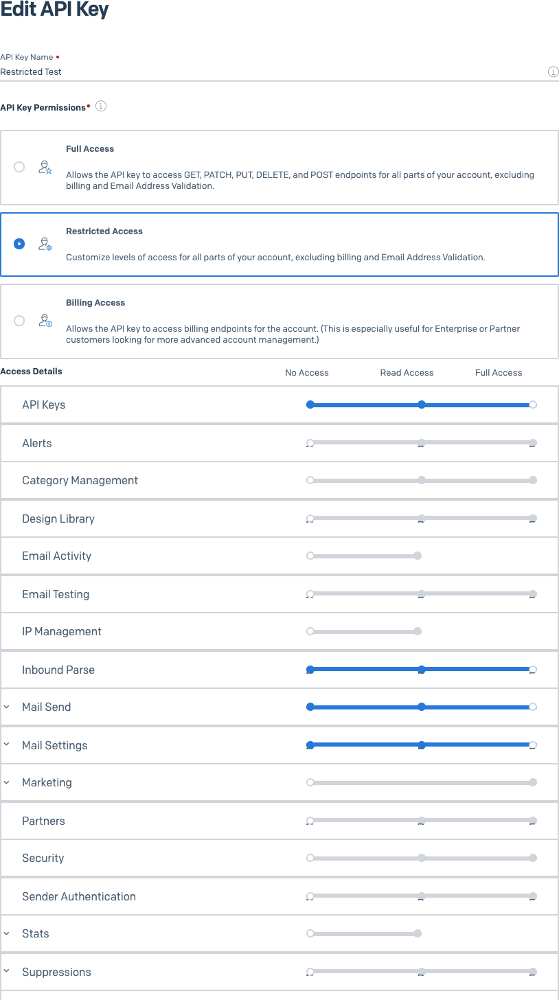 Edit API Key
API Key Name
Restricted Test
API Key Permissions
Full Access
Allows the API key to access GET, PATCH, PUT, DELETE, and POST endpoints for all parts of your account, excluding
billing and Email Address Validation.
Restricted Access
Customize levels of access for all parts of your account, excluding billing and Email Address Validation.
Billing Access
Allows the API key to access billing endpoints for the account. (This is especially useful for Enterprise or Partner
customers looking for more advanced account management.)
Access Details No Access Read Access Full Access
API Keys
Alerts
Category Management
Design Library
Email Activity
Email Testing
IP Management
Inbound Parse
Mail Send
Mail Settings
Marketing
Partners
Security
Sender Authentication
Stats
Suppressions